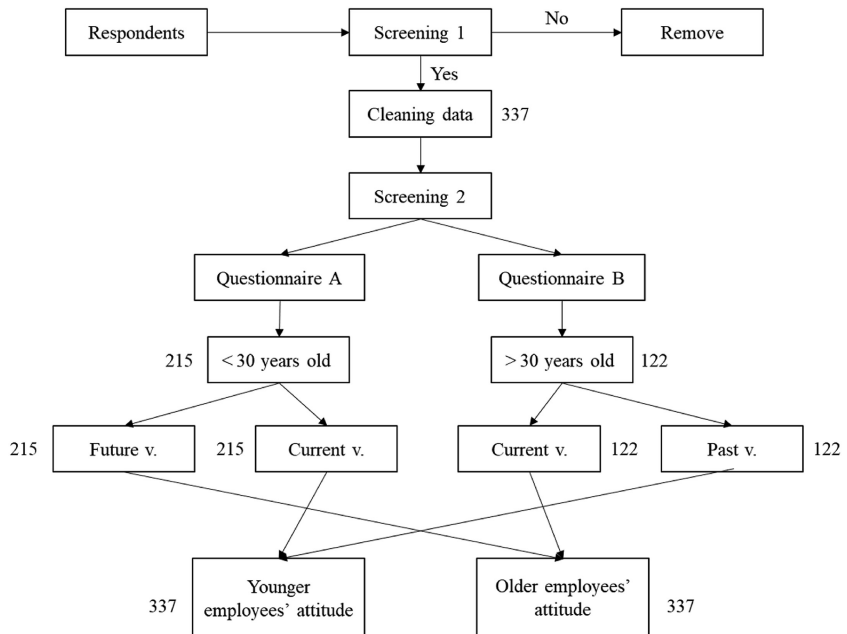 Respondents
Screening 1
No
Remove
Yes
Cleaning data
337
Screening 2
Questionnaire A
Questionnaire B
215
< 30 years old
> 30 years old
122
215
Future v.
215
Current v.
Current v.
122
Past v.
122
Younger
employees' attitude
337
Older employees'
attitude
337